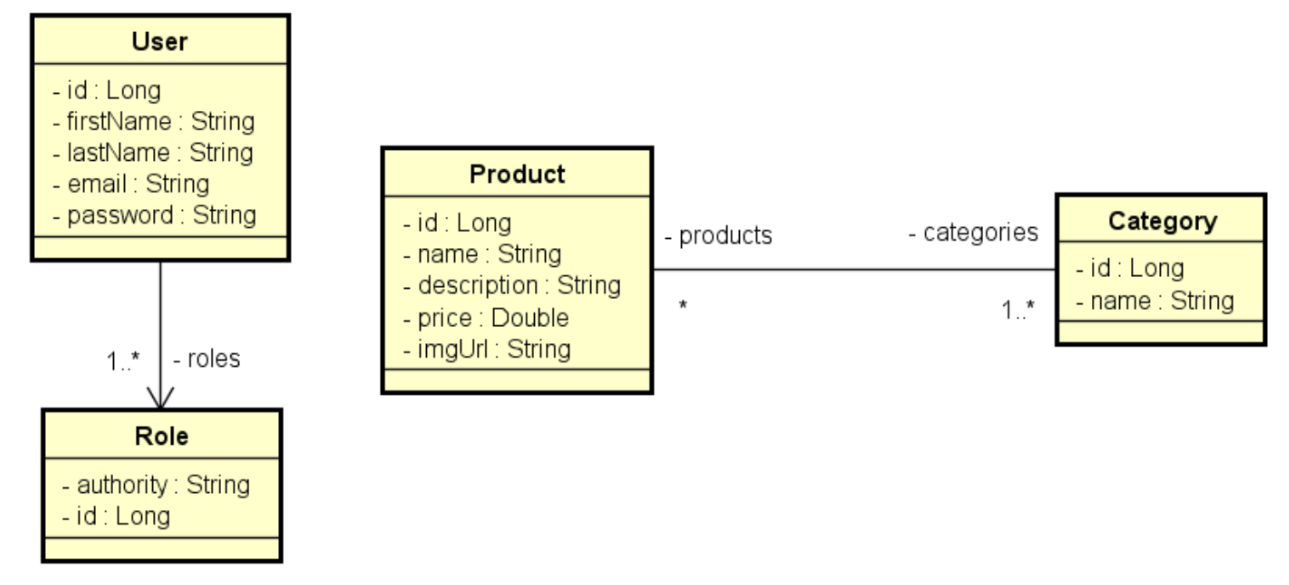 User
- id : Long
- firstName : String
- lastName : String
- email : String
- password : String
1..*
- roles
Role
- authority : String
- id : Long
Product
- id : Long
- name : String
- description : String
- price : Double
- imgUrl : String
- products
*
- categories
1..*
Category
- id : Long
- name : String